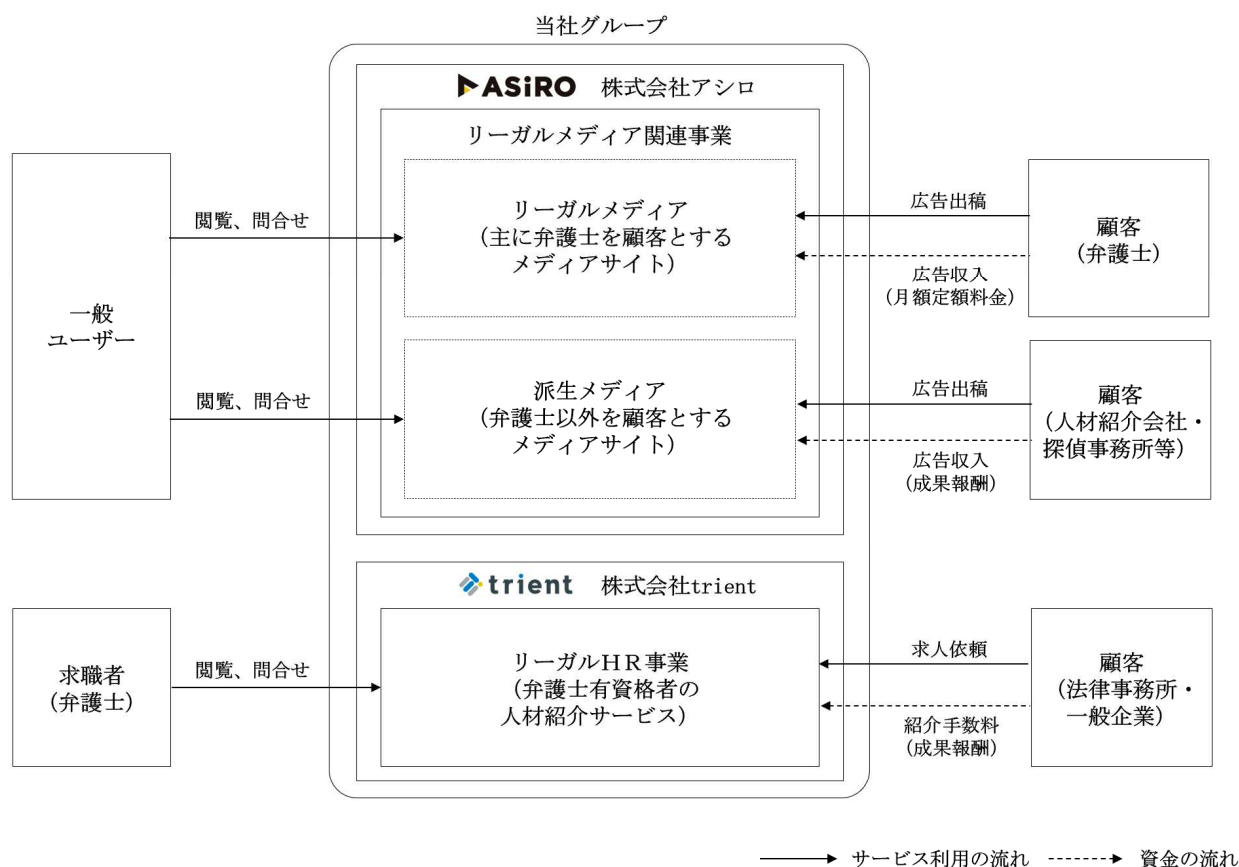 当社グループ
ASiRO 株式会社アシロ
リーガルメディア関連事業
一般
ユーザー
閲覧、問合せ
リーガルメディア
(主に弁護士を顧客とする
メディアサイト)
広告出稿
広告収入
(月額定額料金)
顧客
(弁護士)
閲覧、問合せ
派生メディア
(弁護士以外を顧客とする
メディアサイト)
広告出稿
広告収入
(成果報酬)
顧客
(人材紹介会社・
探偵事務所等)
trient 株式会社trient
求職者
(弁護士)
閲覧、問合せ
リーガルHR事業
(弁護士有資格者の
人材紹介サービス)
求人依頼
紹介手数料
(成果報酬)
顧客
(法律事務所・
一般企業)
サービス利用の流れ
資金の流れ